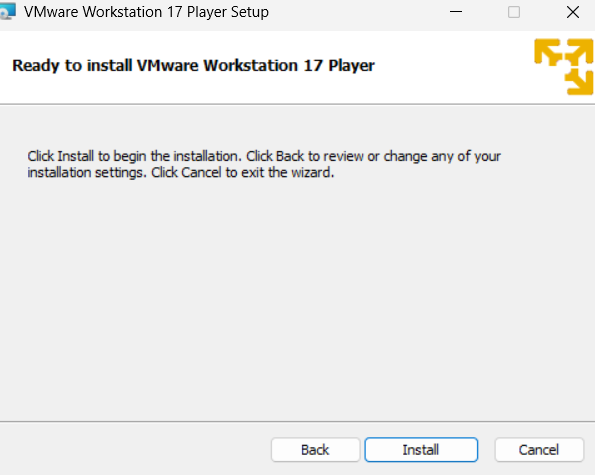 VMware Workstation 17 Player Setup
Ready to install VMware Workstation 17 Player
Click Install to begin the installation. Click Back to review or change any of your
installation settings. Click Cancel to exit the wizard.
Back
Install
Cancel